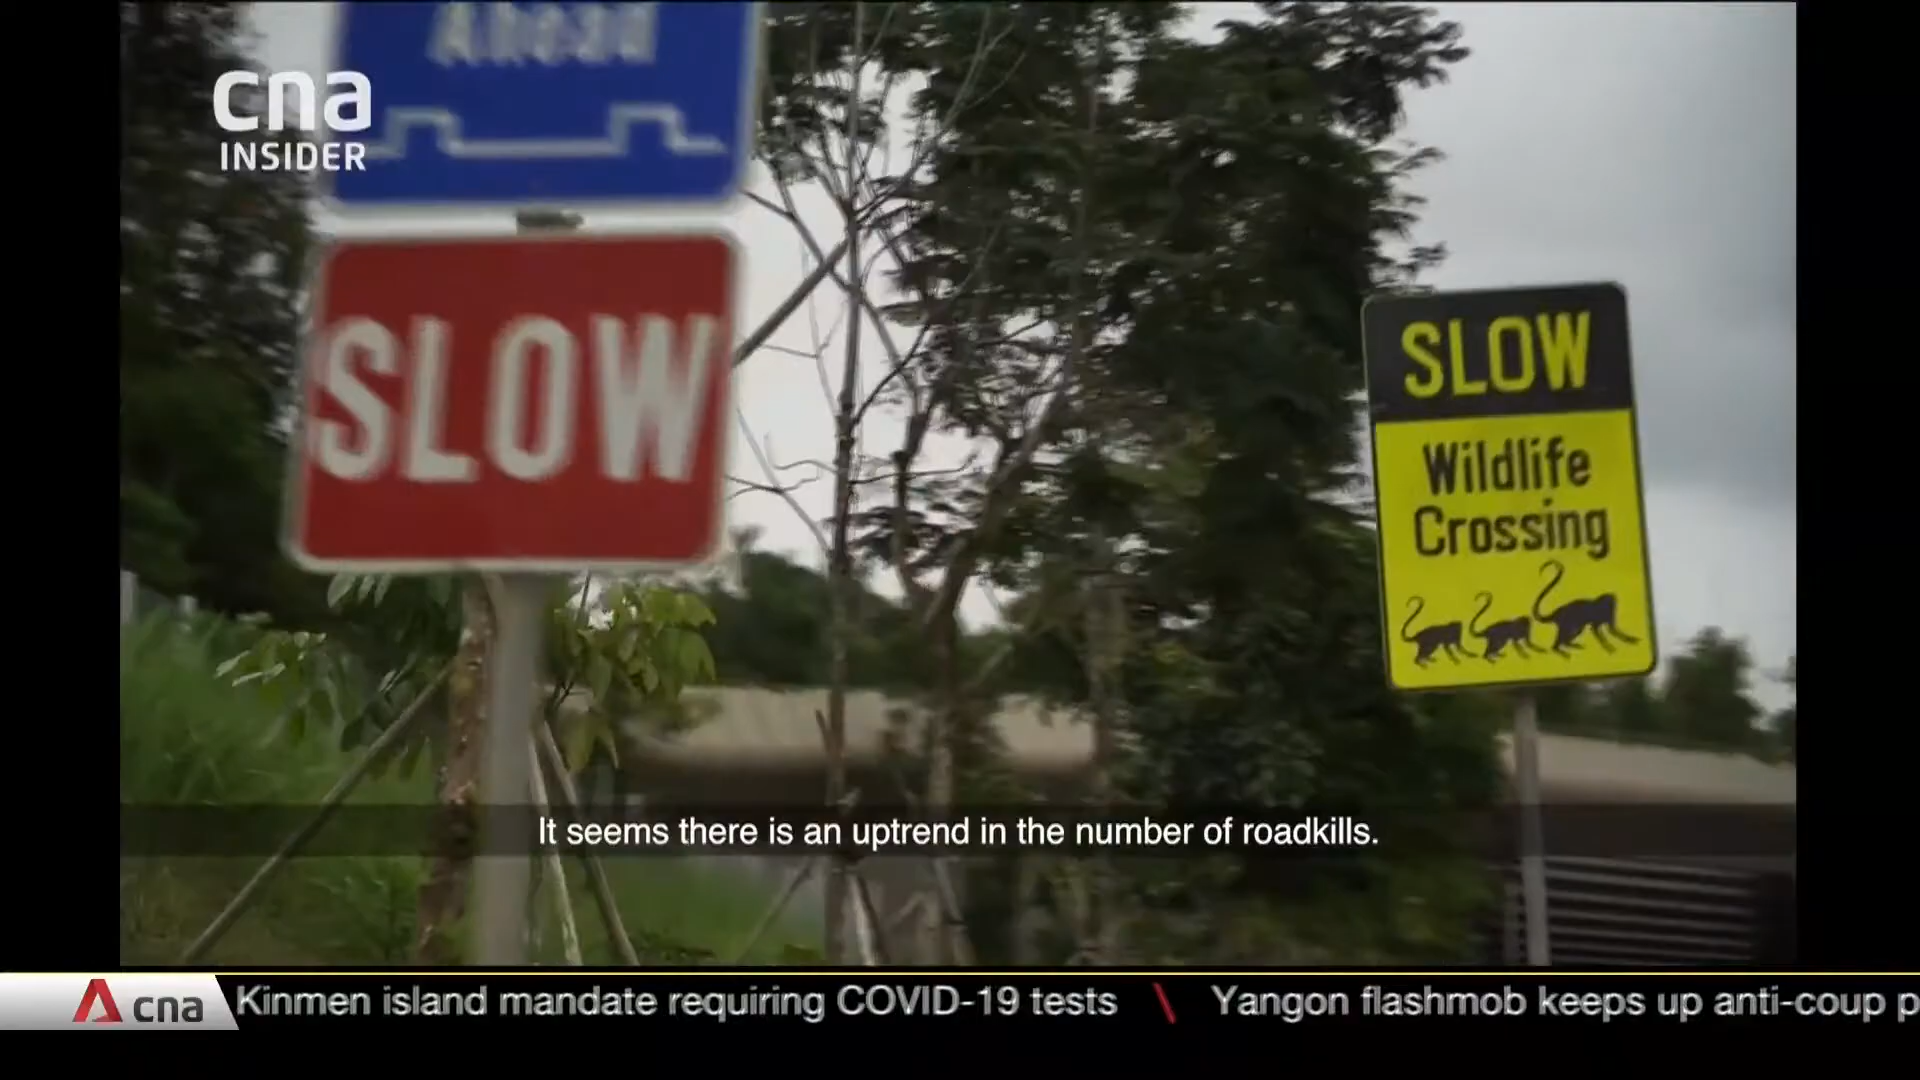 Ahead
cna
INSIDER
SLOW
SLOW
Wildlife
Crossing
It seems there is an uptrend in the number of roadkills.
cna
Kinmen island mandate requiring COVID-19 tests \ Yangon flashmob keeps up anti-coup p